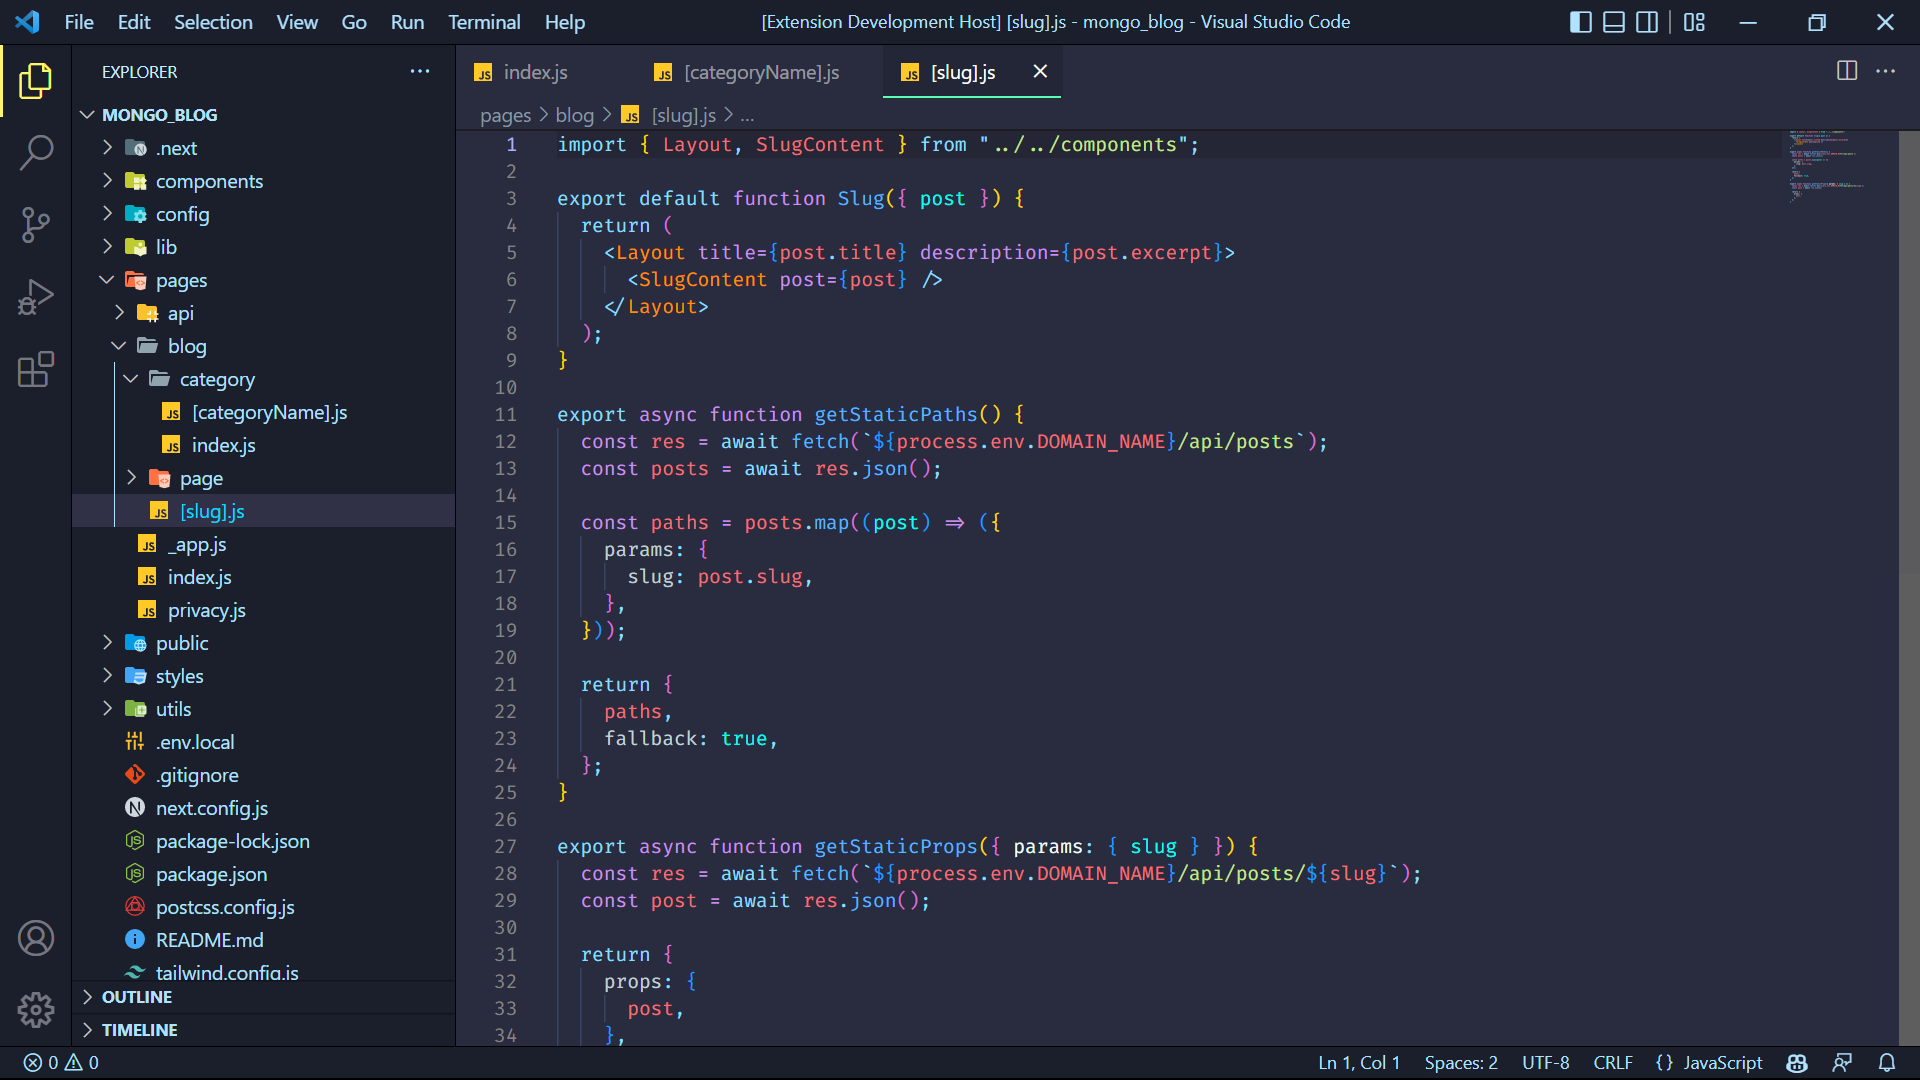 File Edit Selection View Go Run Terminal Help
[Extension Development Host] [slug].js - mongo_blog - Visual Studio Code
EXPLORER
MONGO_BLOG
.next
components
config
lib
pages
api
blog
category
[categoryName].js
index.js
page
[slug].js
_app.js
index.js
privacy.js
public
styles
utils
.env.local
.gitignore
next.config.js
package-lock.json
package.json
postcss.config.js
README.md
tailwind.config.js
OUTLINE
TIMELINE
index.js [categoryName].js [slug].js
pages > blog > [slug].js > ...
1 import { Layout, SlugContent } from "../../components";
2
3 export default function Slug({ post }) {
4   return (
5     <Layout title={post.title} description={post.excerpt}>
6       <SlugContent post={post} />
7     </Layout>
8   );
9 }
10
11 export async function getStaticPaths() {
12   const res = await fetch(`${process.env.DOMAIN_NAME}/api/posts`);
13   const posts = await res.json();
14
15   const paths = posts.map((post) => ({
16     params: {
17       slug: post.slug,
18     },
19   }));
20
21   return {
22     paths,
23     fallback: true,
24   };
25 }
26
27 export async function getStaticProps({ params: { slug } }) {
28   const res = await fetch(`${process.env.DOMAIN_NAME}/api/posts/${slug}`);
29   const post = await res.json();
30
31   return {
32     props: {
33       post,
34     },
0 0
Ln 1, Col 1 Spaces: 2 UTF-8 CRLF {} JavaScript